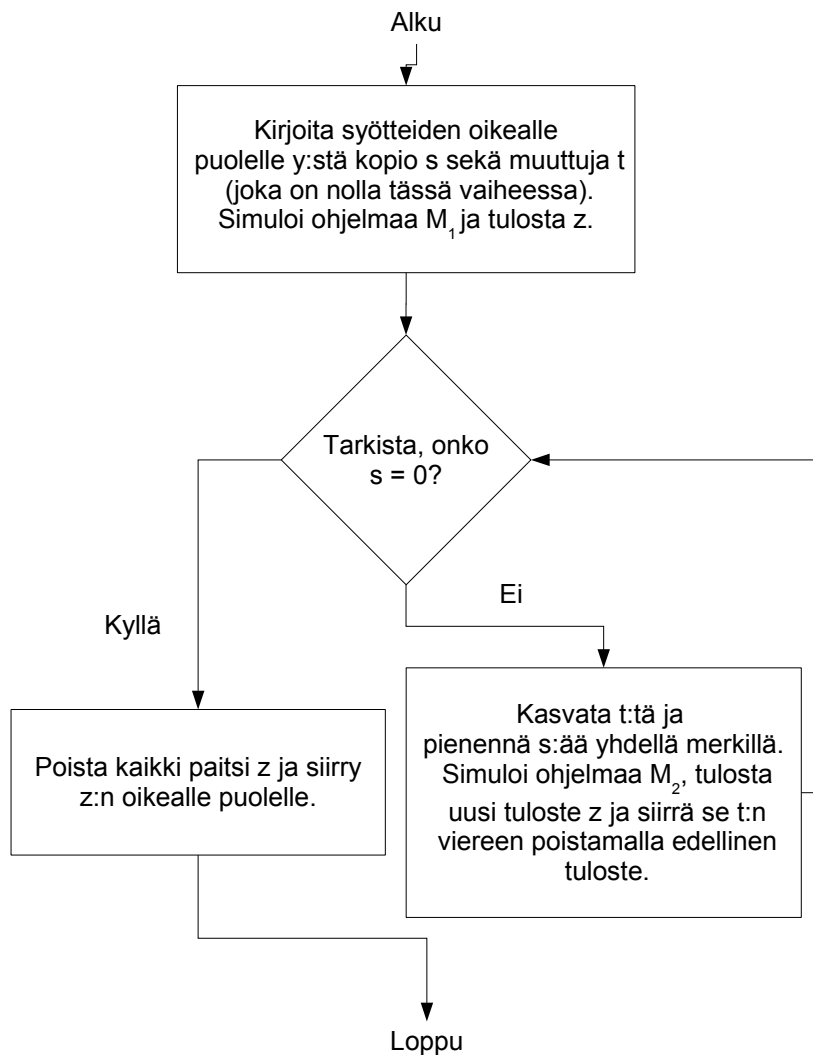 Alku
Kirjoita syötteiden oikealle
puolelle y:stä kopio s sekä muuttuja t
(joka on nolla tässä vaiheessa).
Simuloi ohjelmaa M₁ ja tulosta z.
Tarkista, onko
s = 0?
Ei
Kyllä
Kasvata t:tä ja
pienennä s:ää yhdellä merkillä.
Simuloi ohjelmaa M₂, tulosta
uusi tuloste z ja siirrä se t:n
viereen poistamalla edellinen
tuloste.
Poista kaikki paitsi z ja siirry
z:n oikealle puolelle.
Loppu